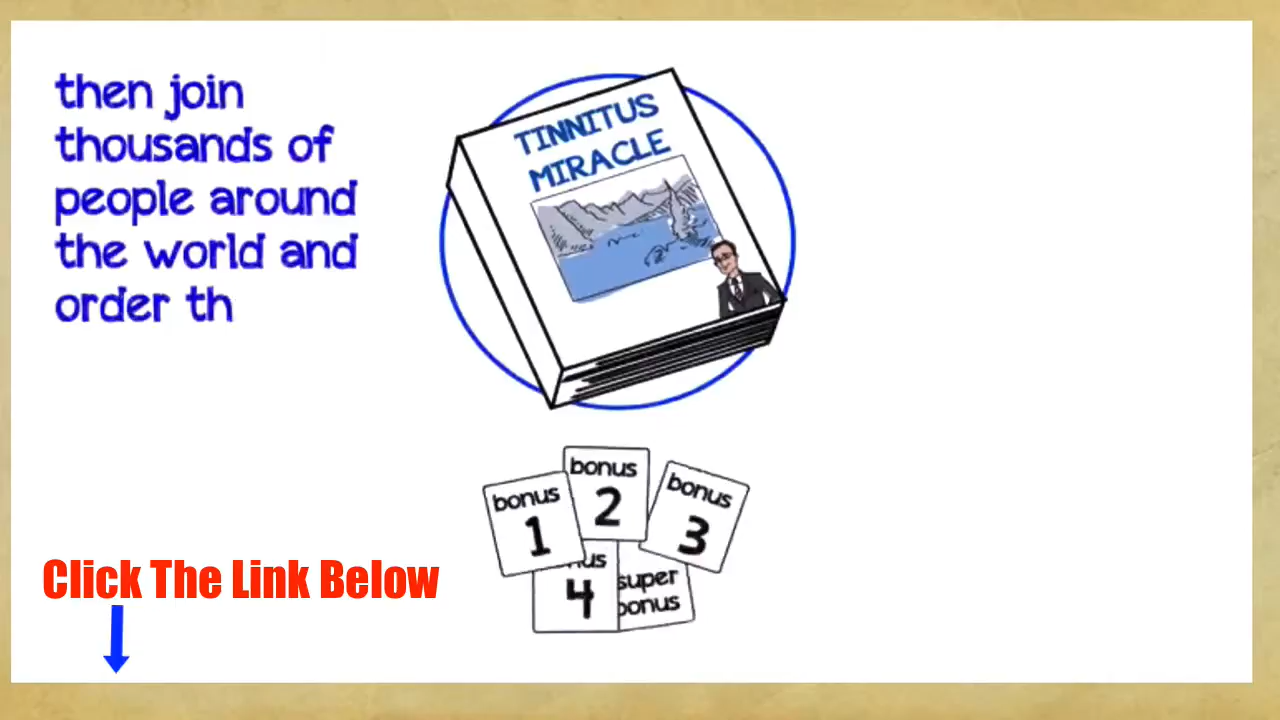 then join
thousands of
people around
the world and
order th
TINNITUS
MIRACLE
bonus
2
bonus
1
bonus
3
nus
4
super
bonus
Click The Link Below